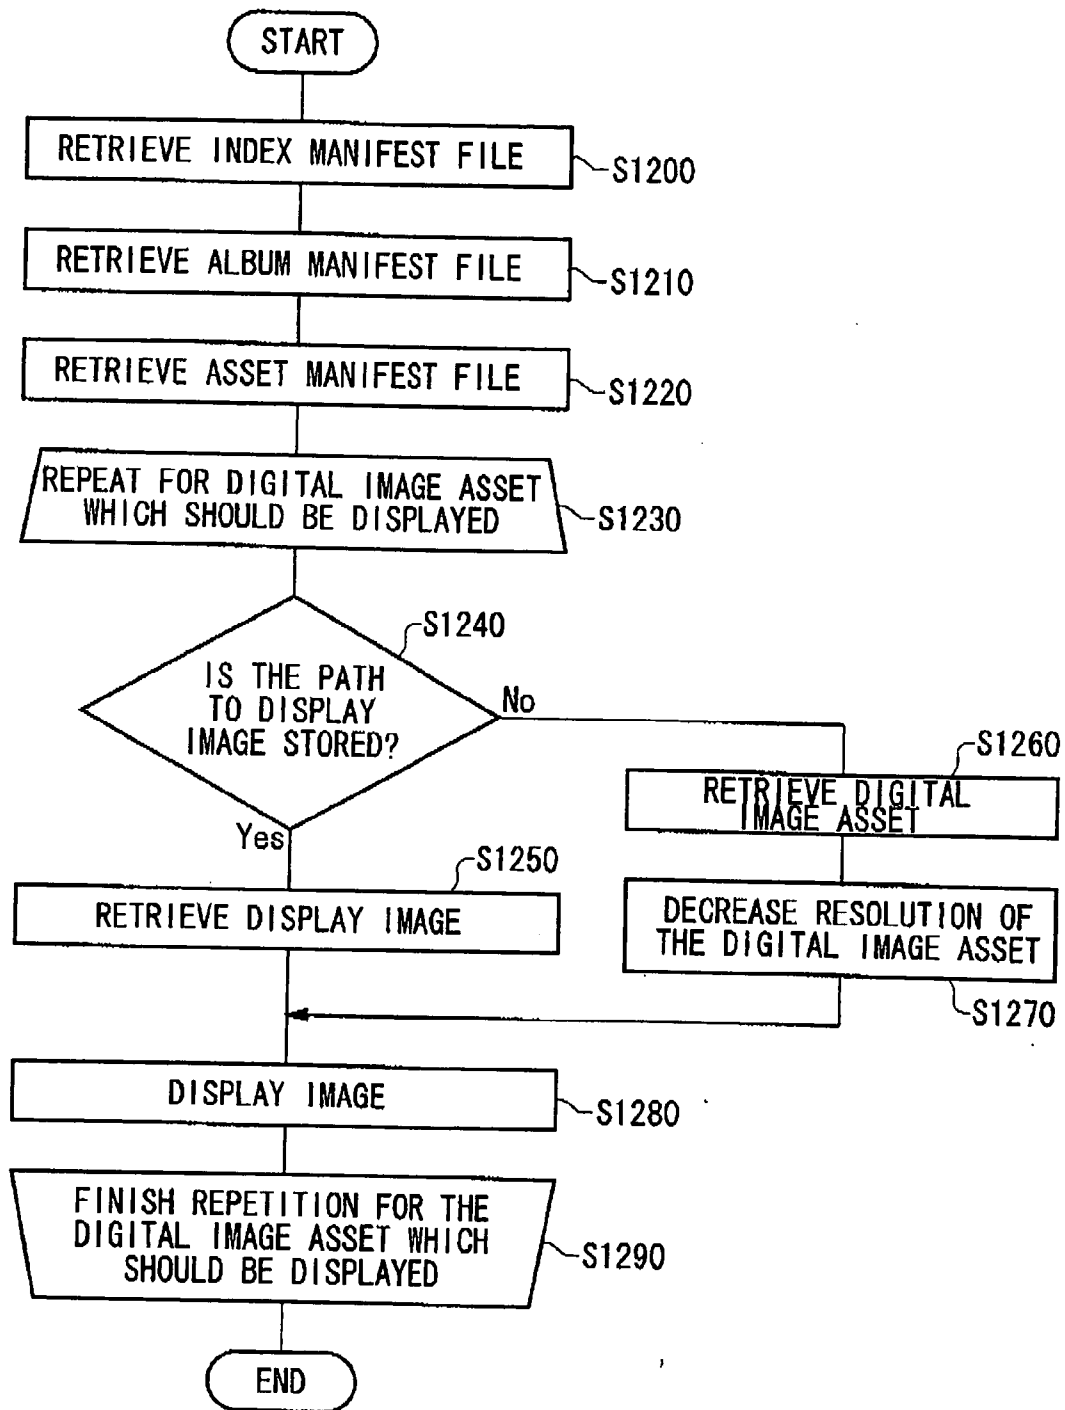 START
RETRIEVE INDEX MANIFEST FILE
S1200
RETRIEVE ALBUM MANIFEST FILE
S1210
RETRIEVE ASSET MANIFEST FILE
S1220
REPEAT FOR DIGITAL IMAGE ASSET
WHICH SHOULD BE DISPLAYED
S1230
S1240
IS THE PATH
TO DISPLAY
IMAGE STORED?
No
Yes
S1260
RETRIEVE DIGITAL
IMAGE ASSET
S1250
RETRIEVE DISPLAY IMAGE
DECREASE RESOLUTION OF
THE DIGITAL IMAGE ASSET
S1270
DISPLAY IMAGE
S1280
FINISH REPETITION FOR THE
DIGITAL IMAGE ASSET WHICH
SHOULD BE DISPLAYED
S1290
END